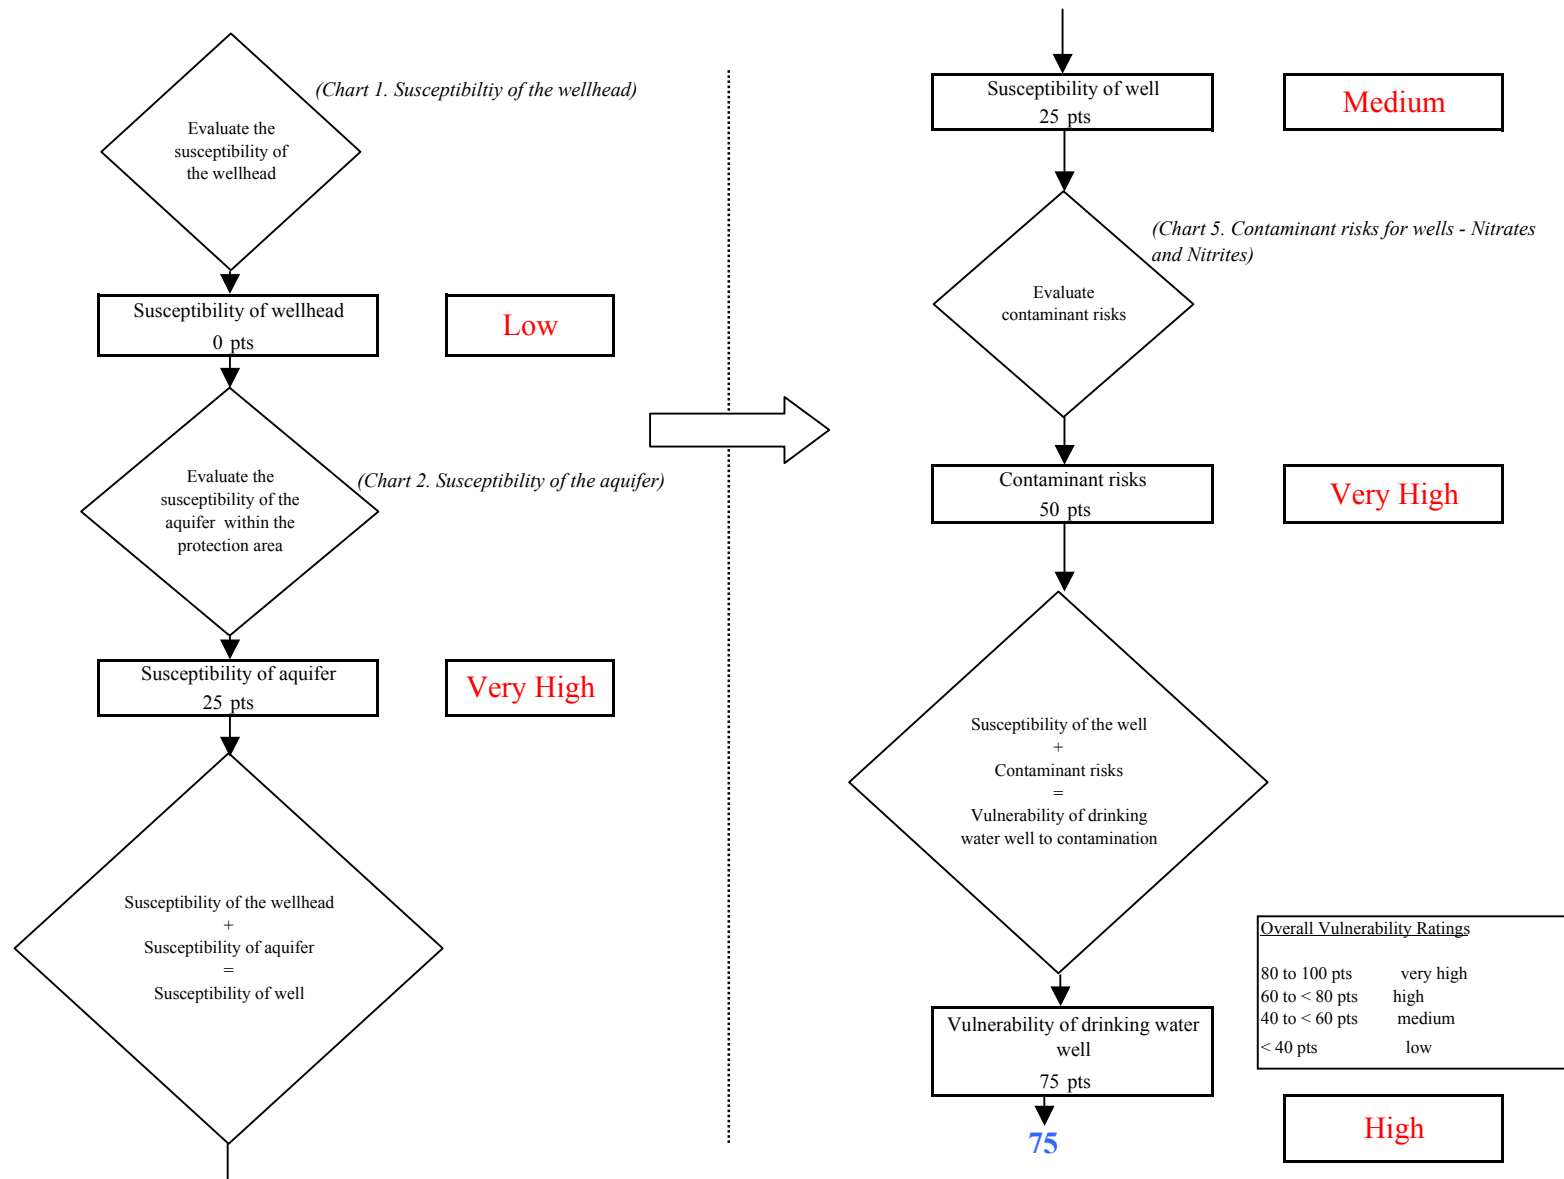 (Chart 1. Susceptibiltiy of the wellhead)
Evaluate the
susceptibility of
the wellhead
Susceptibility of wellhead
0 pts
Low
Evaluate the
susceptibility of the
aquifer within the
protection area
(Chart 2. Susceptibility of the aquifer)
Susceptibility of aquifer
25 pts
Very High
Susceptibility of the wellhead
+
Susceptibility of aquifer
=
Susceptibility of well
Susceptibility of well
25 pts
Medium
(Chart 5. Contaminant risks for wells - Nitrates
and Nitrites)
Evaluate
contaminant risks
Contaminant risks
50 pts
Very High
Susceptibility of the well
+
Contaminant risks
=
Vulnerability of drinking
water well to contamination
Overall Vulnerability Ratings
80 to 100 pts very high
60 to < 80 pts high
40 to < 60 pts medium
< 40 pts low
Vulnerability of drinking water
well
75 pts
75
High